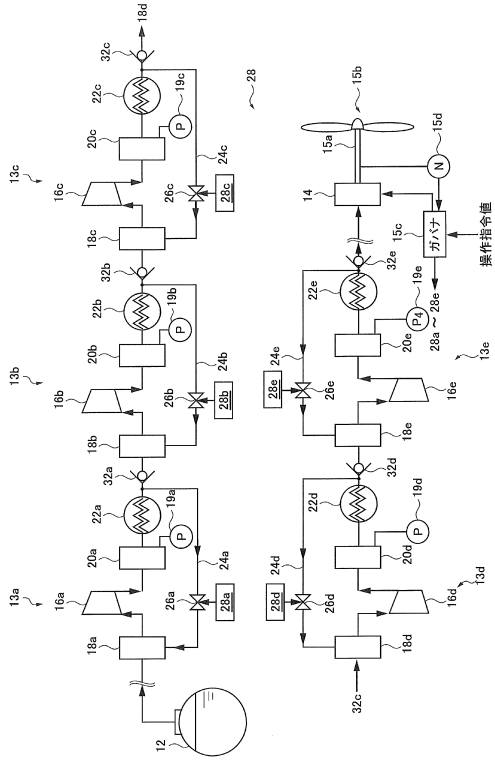 13a
13b
13c
16a
16b
16c
18a
20a
22a
32a
18b
20b
22b
32b
18c
20c
22c
32c
18d
19a
19b
19c
P
P
P
12
26a
24a
26b
24b
26c
24c
28a
28b
28c
28
28d
28e
24d
24e
26d
26e
22d
22e
14
15a
15b
32c
18d
20d
32d
18e
20e
32e
P
P4
19d
19e
N
15d
15c
ガバナ
28a～28e
16d
16e
13d
13e
操作指令値